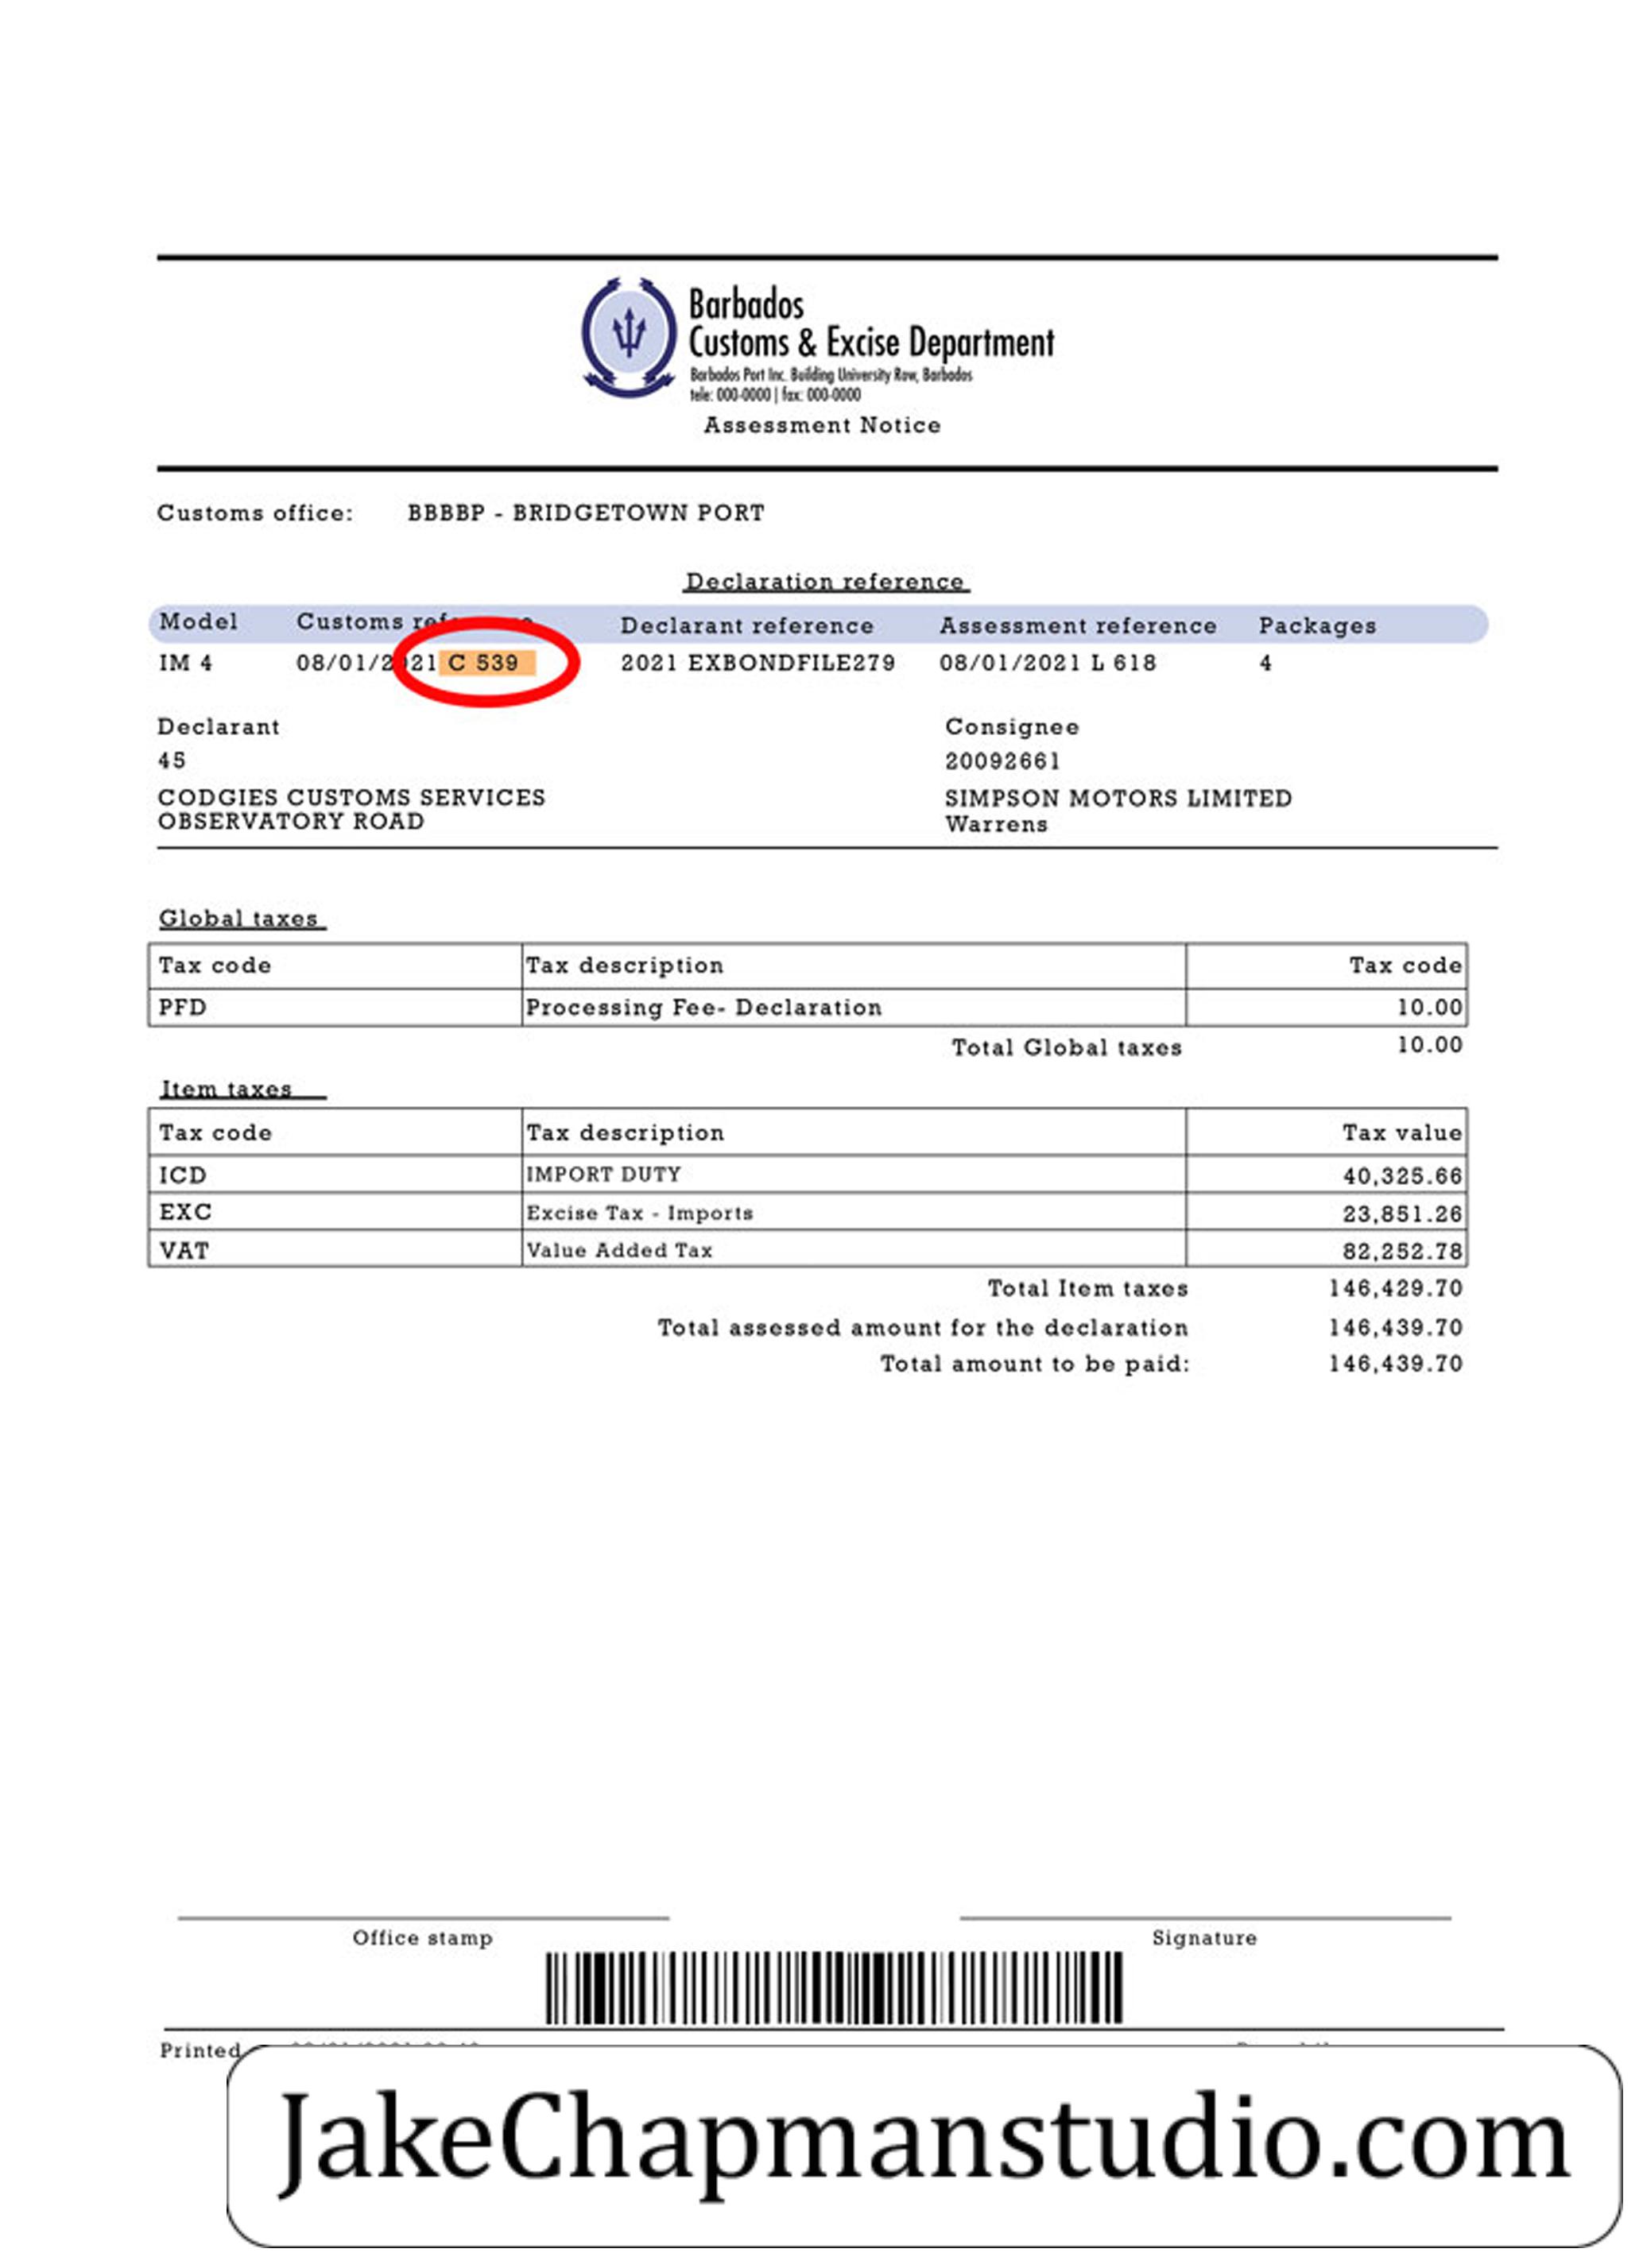 Barbados
Customs & Excise Department
Barbados Port Inc. Building University Row, Barbados
tele: 000-0000 | fax: 000-0000
Assessment Notice
Customs office: BBBBP - BRIDGETOWN PORT
Declaration reference
Model Customs reference Declarant reference Assessment reference Packages
IM 4 08/01/2021 C 539 2021 EXBONDFILE279 08/01/2021 L 618 4
Declarant Consignee
45 20092661
CODGIES CUSTOMS SERVICES SIMPSON MOTORS LIMITED
OBSERVATORY ROAD Warrens
Global taxes
Tax code Tax description Tax code
PFD Processing Fee- Declaration 10.00
Total Global taxes 10.00
Item taxes
Tax code Tax description Tax value
ICD IMPORT DUTY 40,325.66
EXC Excise Tax - Imports 23,851.26
VAT Value Added Tax 82,252.78
Total Item taxes 146,429.70
Total assessed amount for the declaration 146,439.70
Total amount to be paid: 146,439.70
Office stamp Signature
Printed
JakeChapmanstudio.com